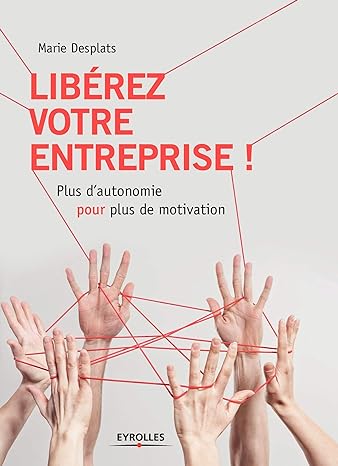 Marie Desplats
LIBÉREZ
VOTRE
ENTREPRISE !
Plus d'autonomie
pour plus de motivation
EYROLLES